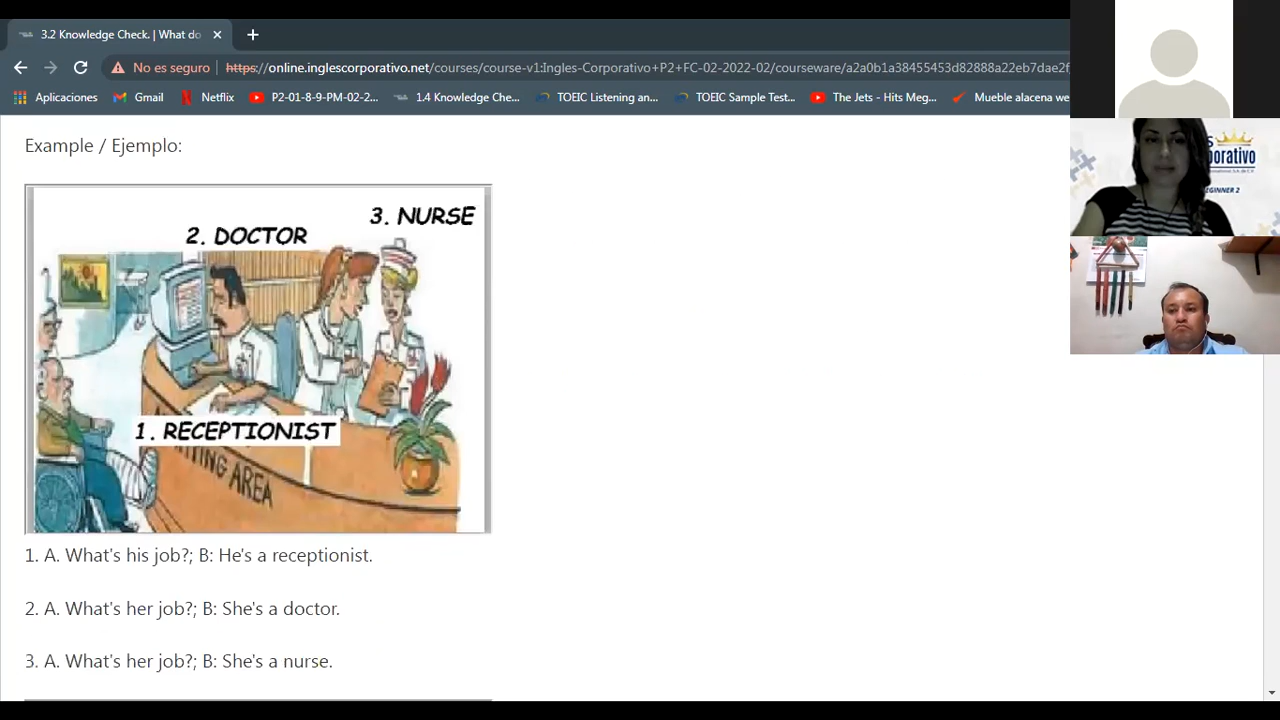 3.2 Knowledge Check. | What do
No es seguro
https://online.inglescorporativo.net/courses/course-v1:Ingles-Corporativo+P2+FC-02-2022-02/courseware/a2a0b1a38455453d82888a22eb7dae2f/
Aplicaciones
Gmail
Netflix
P2-01-8-9-PM-02-2...
1.4 Knowledge Che...
TOEIC Listening an...
TOEIC Sample Test...
The Jets - Hits Meg...
Mueble alacena we
Example / Ejemplo:
3. NURSE
2. DOCTOR
1. RECEPTIONIST
AREA
1. A. What's his job?; B: He's a receptionist.
2. A. What's her job?; B: She's a doctor.
3. A. What's her job?; B: She's a nurse.